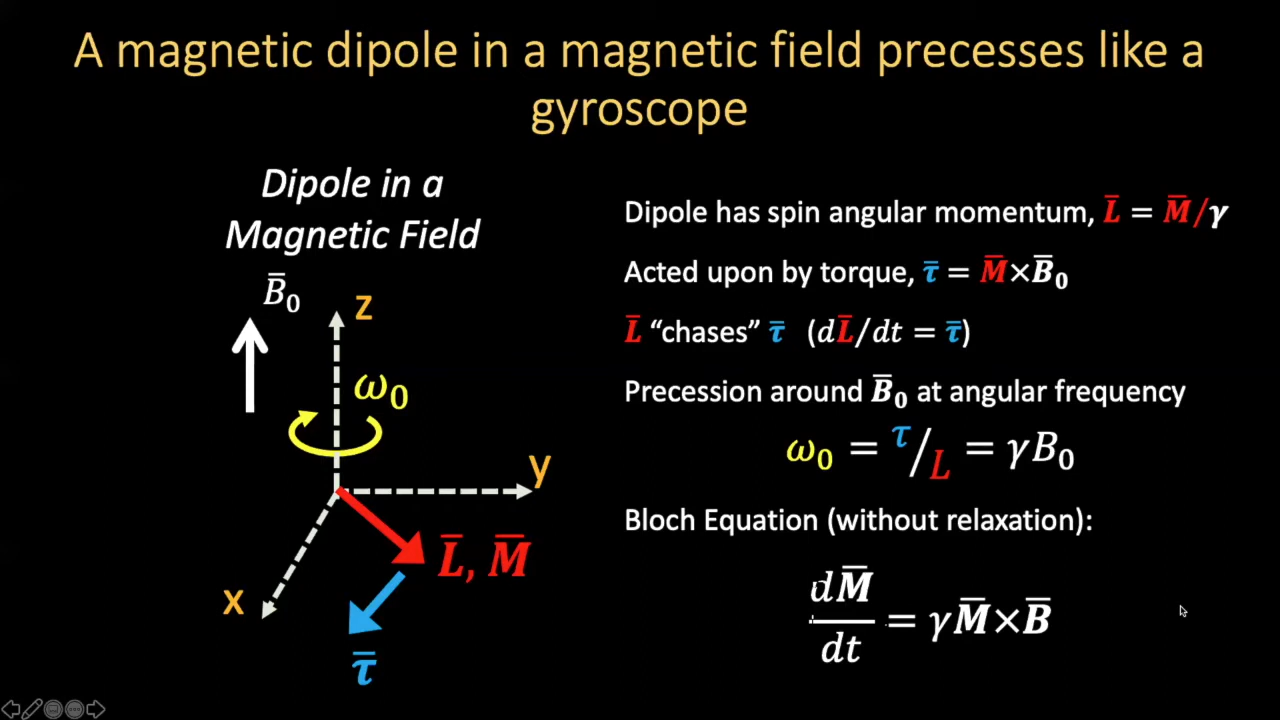 A magnetic dipole in a magnetic field precesses like a
gyroscope
Dipole in a
Magnetic Field
B̅₀
z
ω₀
y
L̅, M̅
x
τ̅
Dipole has spin angular momentum, L̅ = M̅/γ
Acted upon by torque, τ̅ = M̅×B̅₀
L̅ “chases” τ̅ (dL̅/dt = τ̅)
Precession around B̅₀ at angular frequency
ω₀ = τ/L = γB₀
Bloch Equation (without relaxation):
dM̅/dt = γM̅×B̅